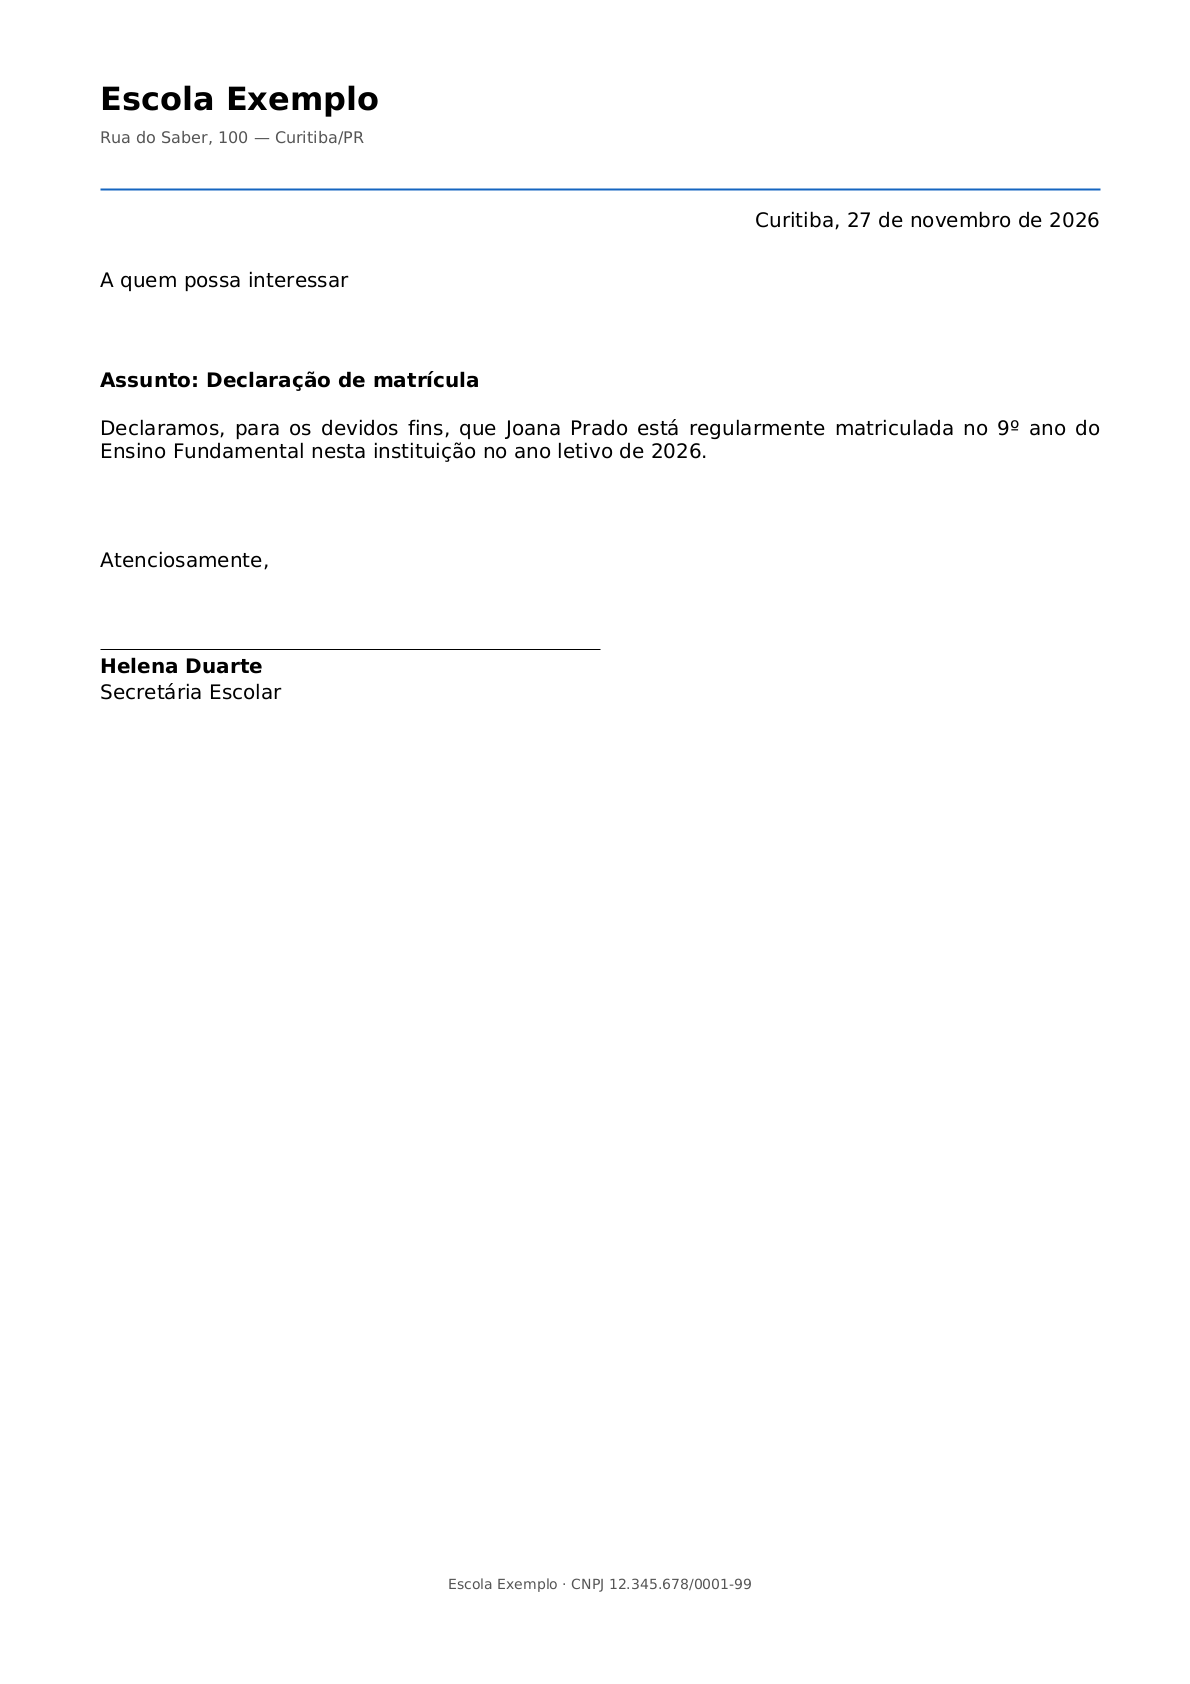 Escola Exemplo
Rua do Saber, 100 — Curitiba/PR
Curitiba, 27 de novembro de 2026
A quem possa interessar
Assunto: Declaração de matrícula
Declaramos, para os devidos fins, que Joana Prado está regularmente matriculada no 9º ano do
Ensino Fundamental nesta instituição no ano letivo de 2026.
Atenciosamente,
Helena Duarte
Secretária Escolar
Escola Exemplo · CNPJ 12.345.678/0001-99